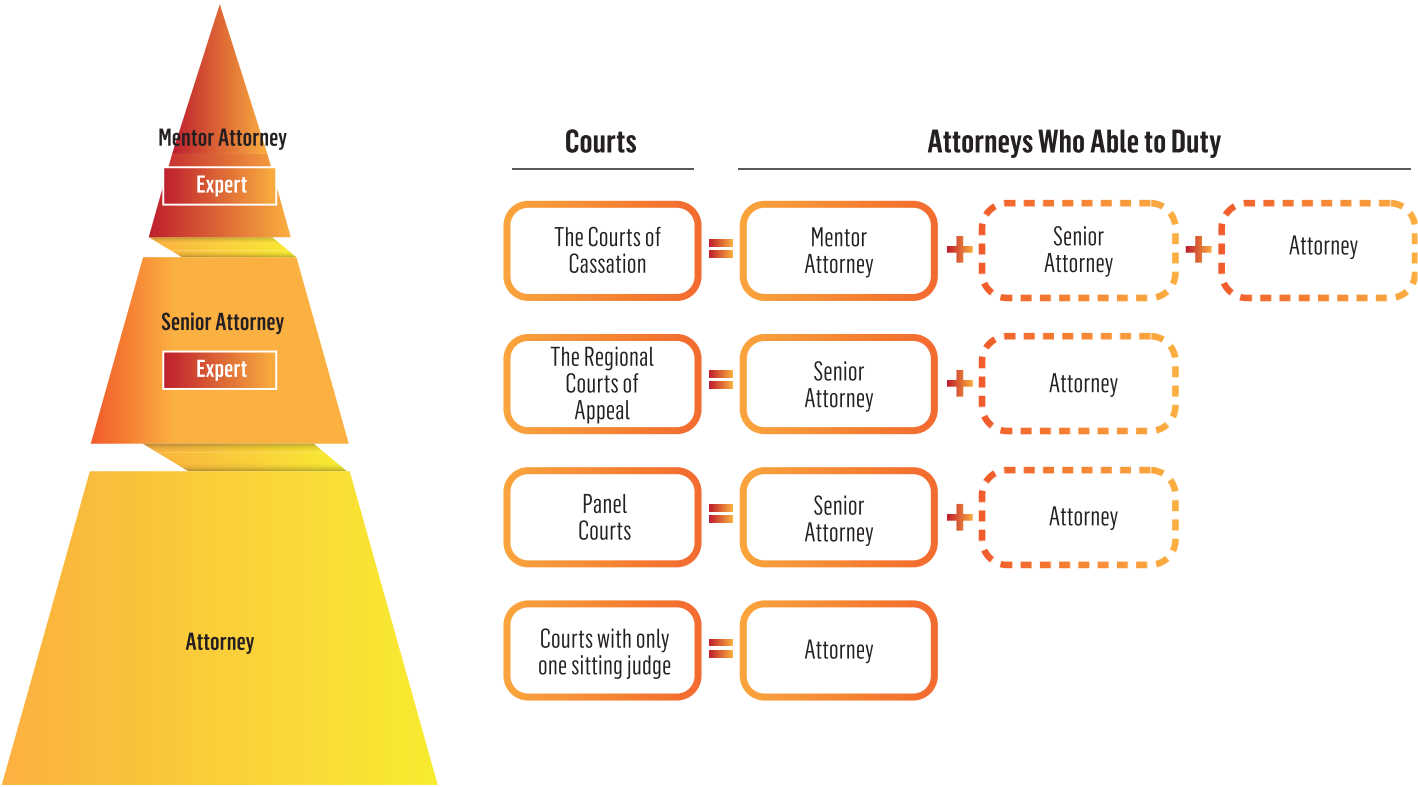 Mentor Attorney
Expert
Senior Attorney
Expert
Attorney
Courts
Attorneys Who Able to Duty
The Courts of
Cassation
Mentor
Attorney
Senior
Attorney
Attorney
The Regional
Courts of
Appeal
Senior
Attorney
Attorney
Panel
Courts
Senior
Attorney
Attorney
Courts with only
one sitting judge
Attorney